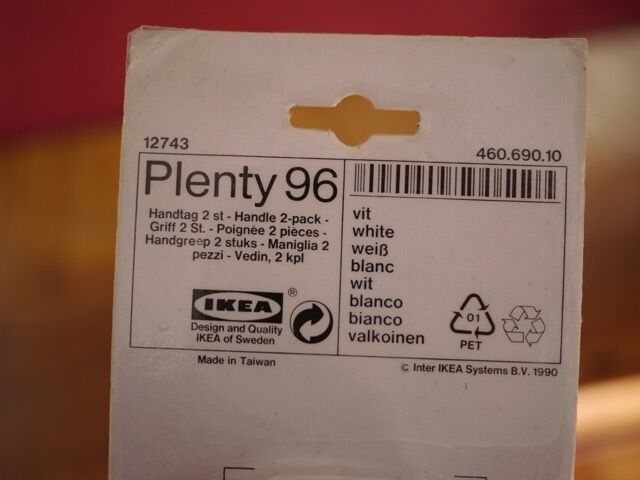 12743
460.690.10
Plenty 96
Handtag 2 st - Handle 2-pack -
Griff 2 St. - Poignée 2 pièces -
Handgreep 2 stuks - Maniglia 2
pezzi - Vedin, 2 kpl
IKEA ®
Design and Quality
IKEA of Sweden
vit
white
weiß
blanc
wit
blanco
bianco
valkoinen
01
PET
Made in Taiwan
© Inter IKEA Systems B.V. 1990